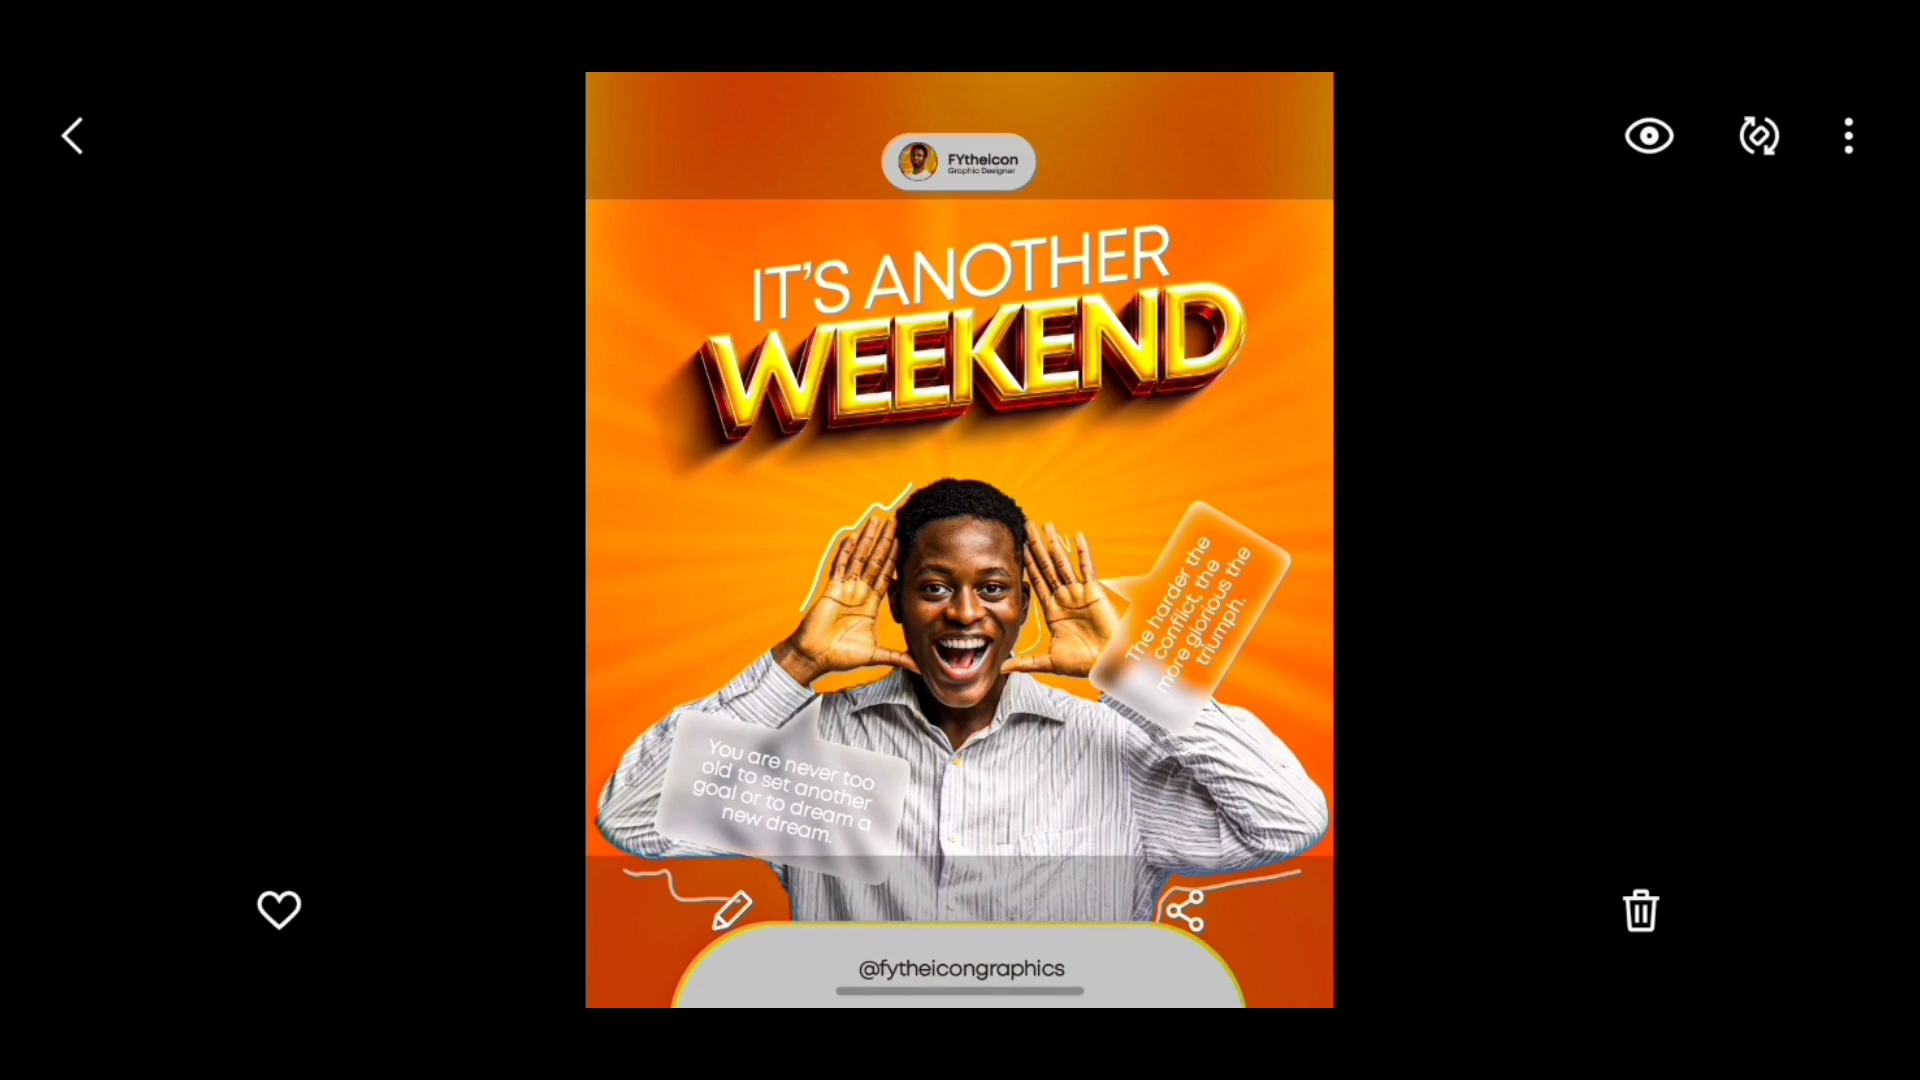 FYtheicon
Graphic Designer
IT'S ANOTHER
WEEKEND
The harder the
conflict, the
more glorious the
triumph.
You are never too
old to set another
goal or to dream a
new dream.
@fytheicongraphics